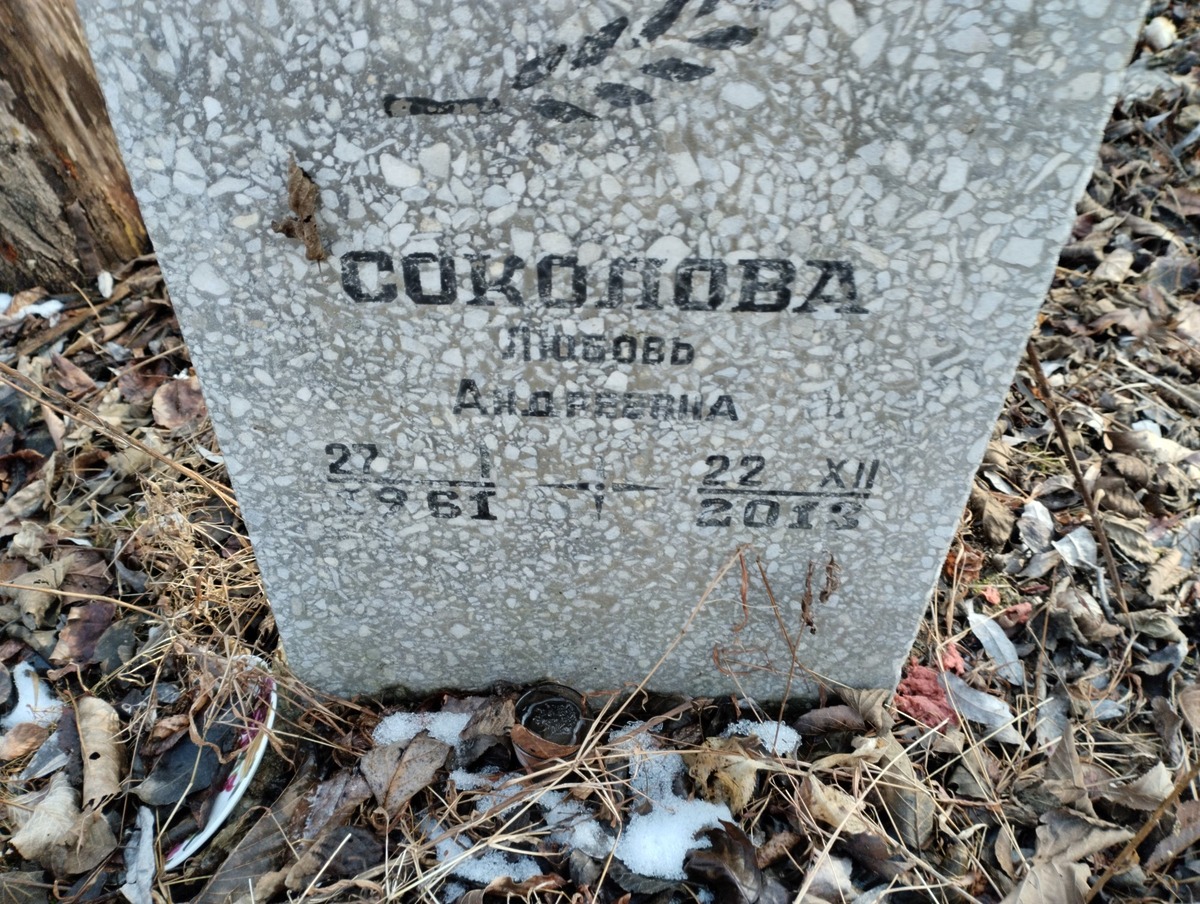 СОКОЛОВА
Любовь
Андреевна
27 I 22 XII
1961 2013